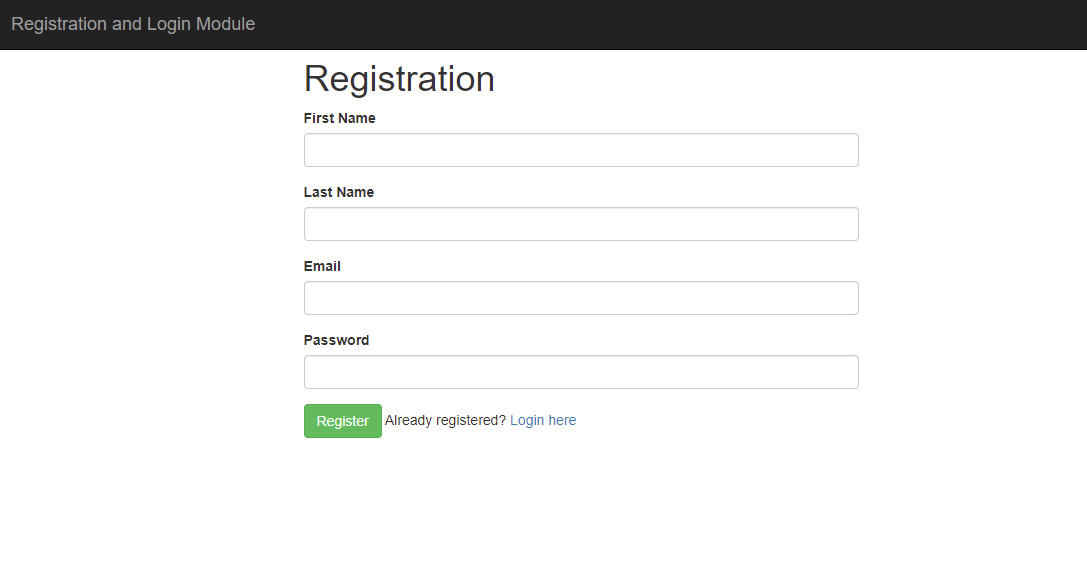 Registration and Login Module
Registration
First Name
Last Name
Email
Password
Register Already registered? Login here